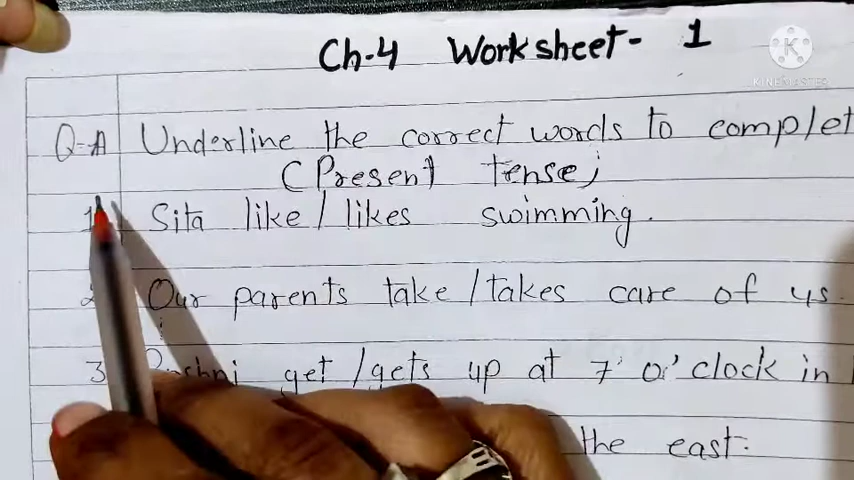 Ch-4 Worksheet- 1
KINEMASTER
Q-A Underline the correct words to complet
(Present tense)
1 Sita like/likes swimming.
2 Our parents take/takes care of us.
3 get/gets up at 7 o'clock in
the east.